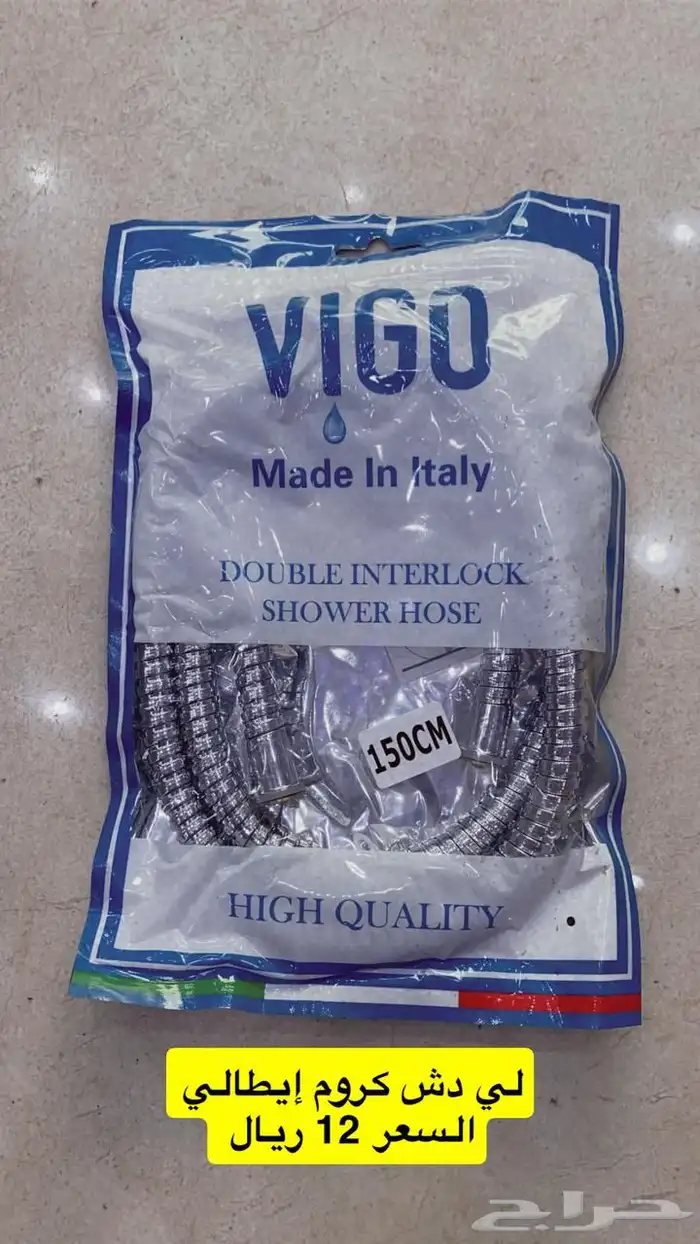 VIGO
Made In Italy
DOUBLE INTERLOCK
SHOWER HOSE
150CM
HIGH QUALITY
لي دش كروم إيطالي
السعر 12 ريال
حراج